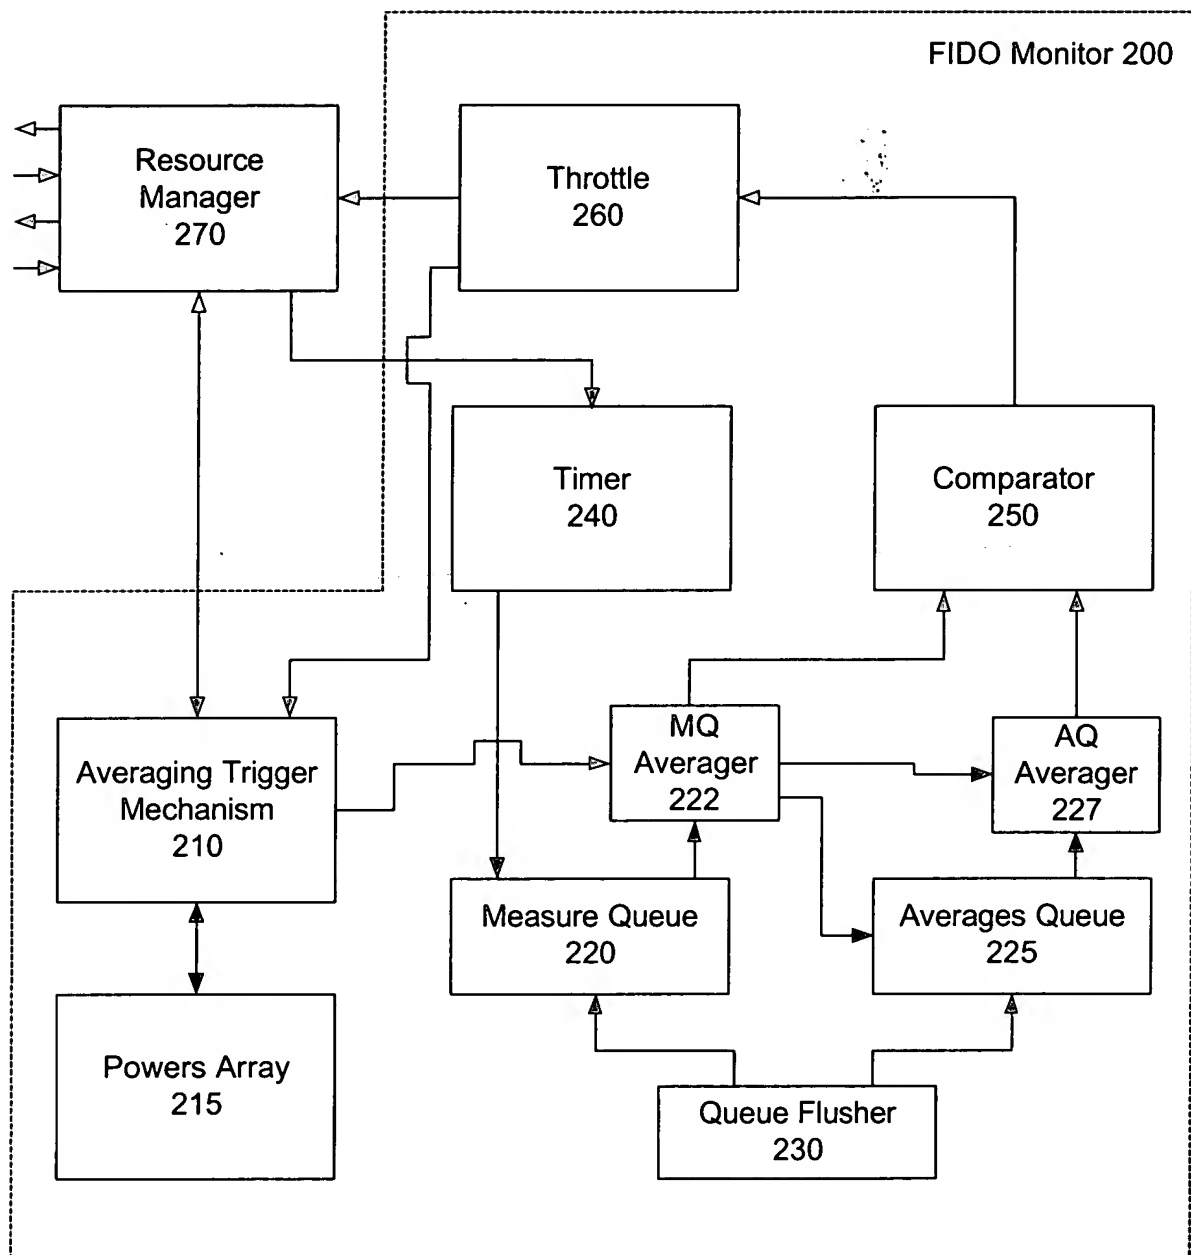 FIDO Monitor 200
Resource
Manager
270
Throttle
260
Timer
240
Comparator
250
Averaging Trigger
Mechanism
210
MQ
Averager
222
AQ
Averager
227
Measure Queue
220
Averages Queue
225
Powers Array
215
Queue Flusher
230